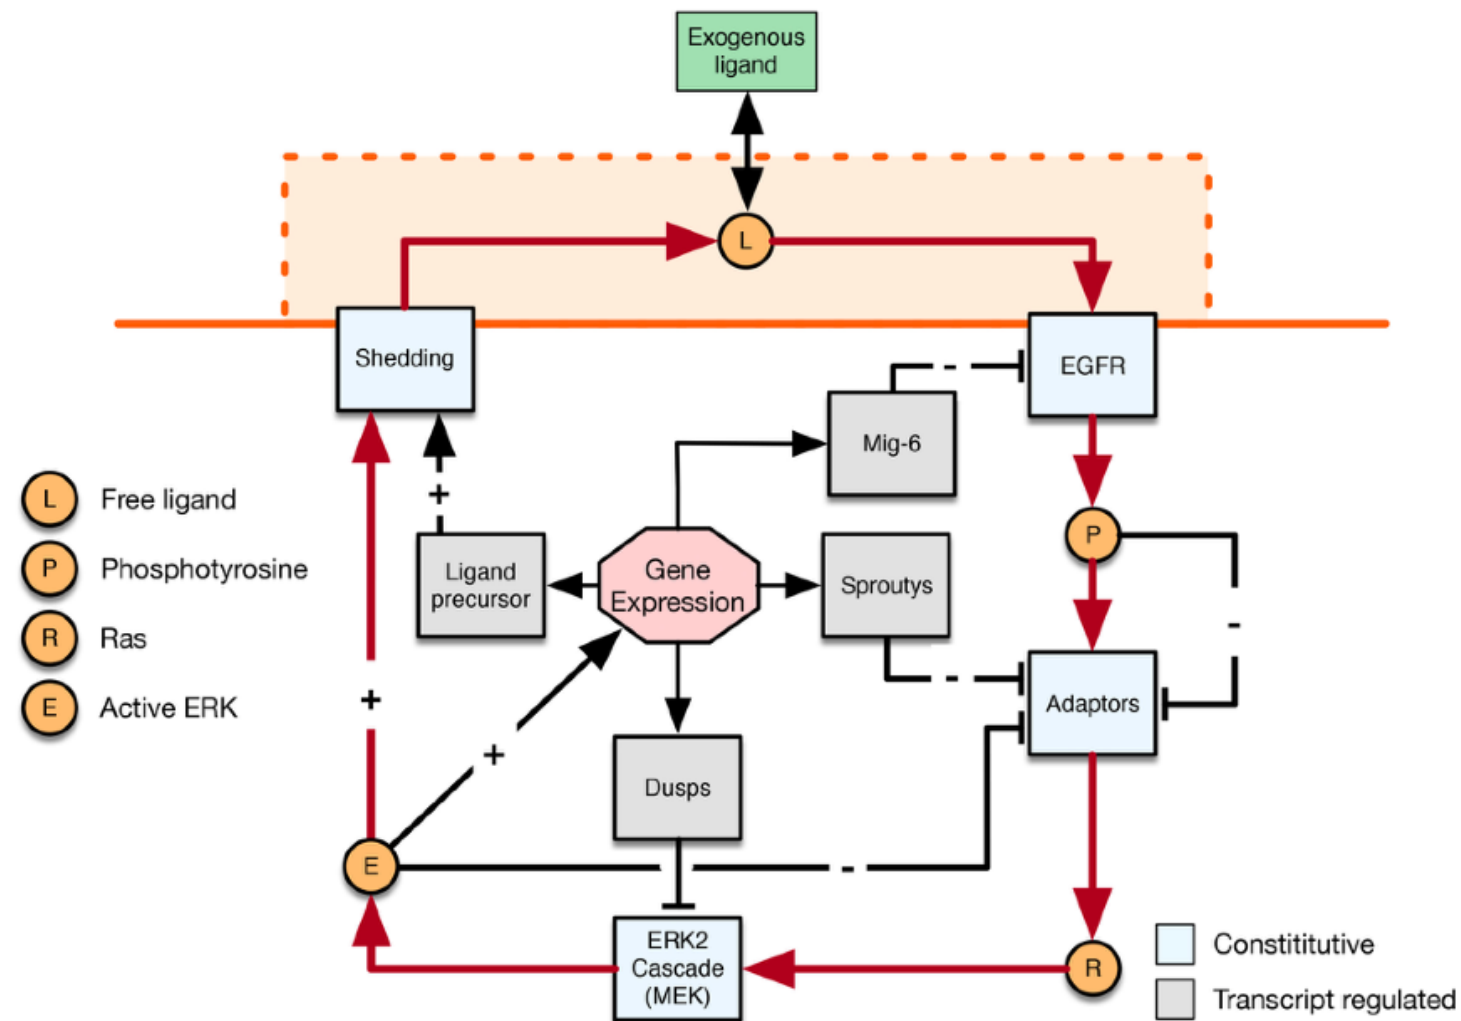 Exogenous
ligand
L
Shedding
EGFR
-
Mig-6
L Free ligand
+
P
P Phosphotyrosine
Ligand
precursor
Gene
Expression
Sproutys
-
R Ras
-
E Active ERK
+
Adaptors
+
Dusps
E
-
ERK2
Cascade
(MEK)
R
Constititutive
Transcript regulated